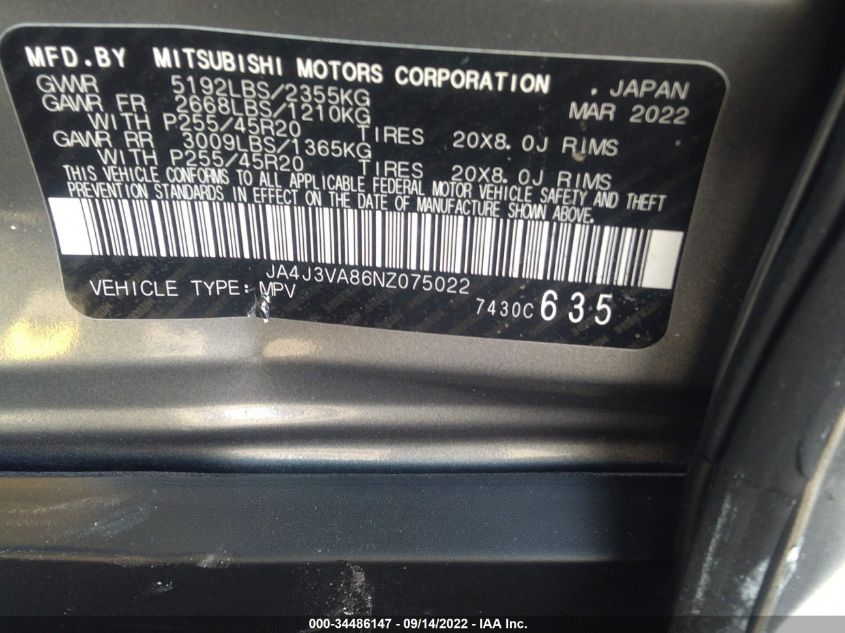 MFD.BY MITSUBISHI MOTORS CORPORATION . JAPAN
GVWR 5192LBS/2355KG MAR 2022
GAWR FR 2668LBS/1210KG
WITH P255/45R20 TIRES 20X8.0J RIMS
GAWR RR 3009LBS/1365KG
WITH P255/45R20 TIRES 20X8.0J RIMS
THIS VEHICLE CONFORMS TO ALL APPLICABLE FEDERAL MOTOR VEHICLE SAFETY AND THEFT
PREVENTION STANDARDS IN EFFECT ON THE DATE OF MANUFACTURE SHOWN ABOVE.
JA4J3VA86NZ075022
VEHICLE TYPE: MPV 7430C 635
000-34486147 - 09/14/2022 - IAA Inc.